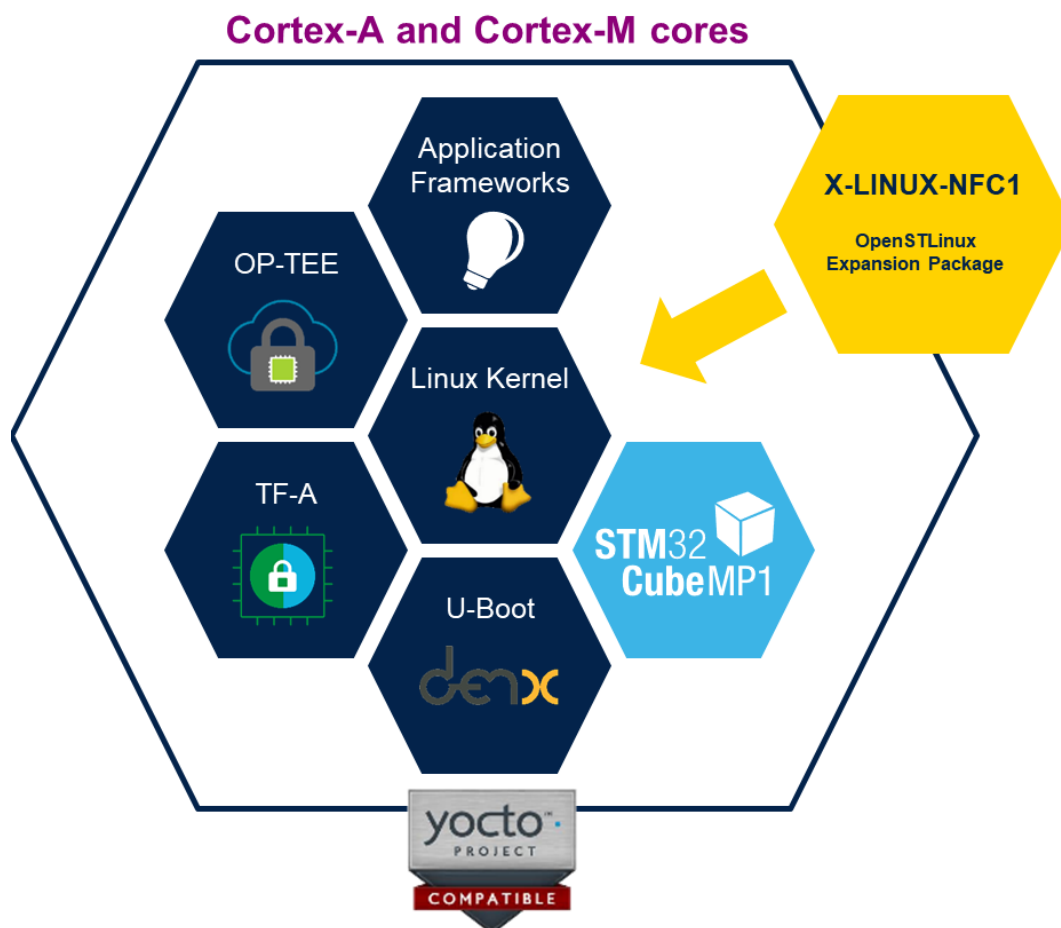 Cortex-A and Cortex-M cores
Application
Frameworks
X-LINUX-NFC1
OpenSTLinux
Expansion Package
OP-TEE
Linux Kernel
TF-A
STM32
CubeMP1
U-Boot
denx
yocto™
PROJECT
COMPATIBLE